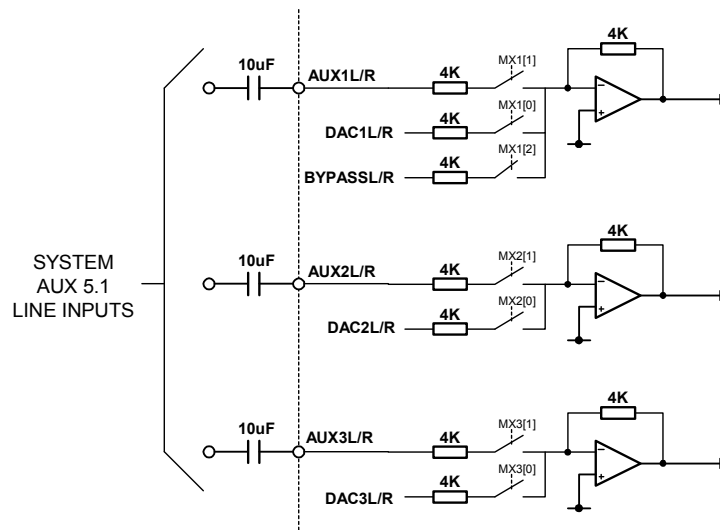 10uF
AUX1L/R
4K
MX1[1]
4K
DAC1L/R
4K
MX1[0]
BYPASSL/R
4K
MX1[2]
SYSTEM
AUX 5.1
LINE INPUTS
10uF
AUX2L/R
4K
MX2[1]
4K
DAC2L/R
4K
MX2[0]
10uF
AUX3L/R
4K
MX3[1]
4K
DAC3L/R
4K
MX3[0]